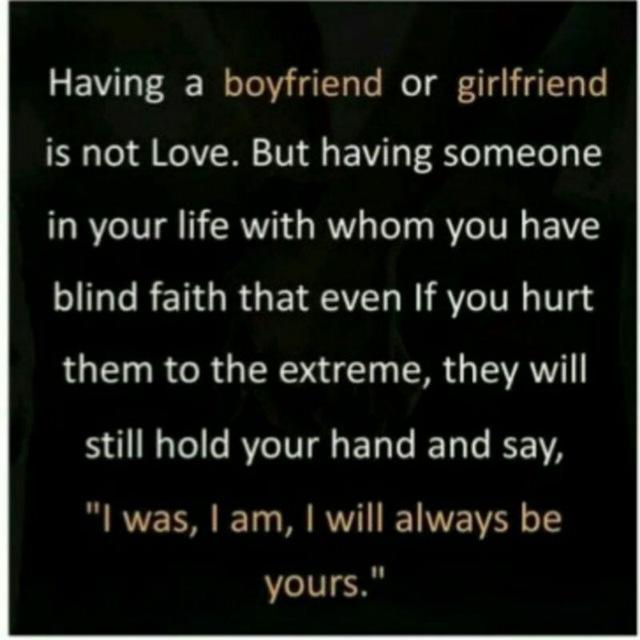 Having a boyfriend or girlfriend
is not Love. But having someone
in your life with whom you have
blind faith that even If you hurt
them to the extreme, they will
still hold your hand and say,
"I was, I am, I will always be
yours."